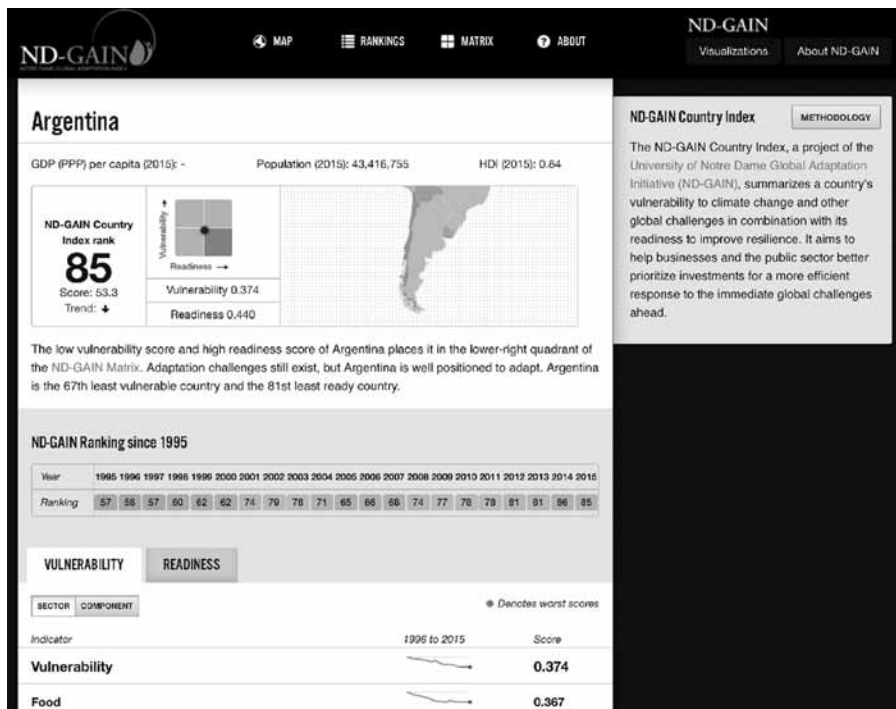 ND-GAIN
NOTRE DAME GLOBAL ADAPTATION INDEX
MAP
RANKINGS
MATRIX
ABOUT
ND-GAIN
Visualizations
About ND-GAIN
Argentina
GDP (PPP) per capita (2015): -
Population (2015): 43,416,755
HDI (2015): 0.84
ND-GAIN Country
Index rank
85
Score: 53.3
Trend:
Vulnerability
Readiness
Vulnerability 0.374
Readiness 0.440
The low vulnerability score and high readiness score of Argentina places it in the lower-right quadrant of
the ND-GAIN Matrix. Adaptation challenges still exist, but Argentina is well positioned to adapt. Argentina
is the 67th least vulnerable country and the 81st least ready country.
ND-GAIN Ranking since 1995
Year 1995 1996 1997 1998 1999 2000 2001 2002 2003 2004 2005 2006 2007 2008 2009 2010 2011 2012 2013 2014 2015
Ranking 57 57 62 62 74 79 78 71 65 66 74 77 78 81 81 85
VULNERABILITY
READINESS
SECTOR
COMPONENT
Denotes worst scores
Indicator
1996 to 2015
Score
Vulnerability
0.374
Food
0.367
ND-GAIN Country Index
METHODOLOGY
The ND-GAIN Country Index, a project of the
University of Notre Dame Global Adaptation
Initiative (ND-GAIN), summarizes a country's
vulnerability to climate change and other
global challenges in combination with its
readiness to improve resilience. It aims to
help businesses and the public sector better
prioritize investments for a more efficient
response to the immediate global challenges
ahead.